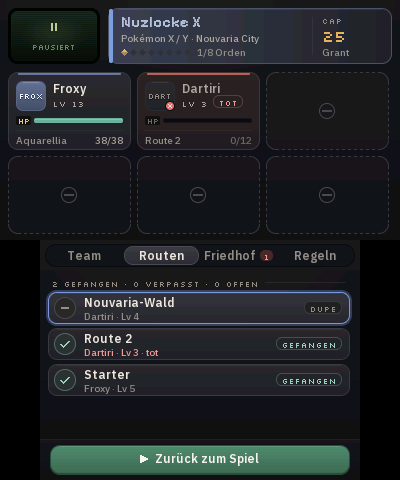 PAUSIERT
Nuzlocke X
Pokémon X / Y · Nouvaria City
1/8 Orden
CAP
25
Grant
FROX
Froxy
LV 13
HP
Aquarellia 38/38
DART
Dartiri
LV 3 TOT
HP
Route 2 0/12
Team Routen Friedhof 1 Regeln
2 GEFANGEN · 0 VERPASST · 0 OFFEN
Nouvaria-Wald
Dartiri · Lv 4
DUPE
Route 2
Dartiri · Lv 3 · tot
GEFANGEN
Starter
Froxy · Lv 5
GEFANGEN
Zurück zum Spiel